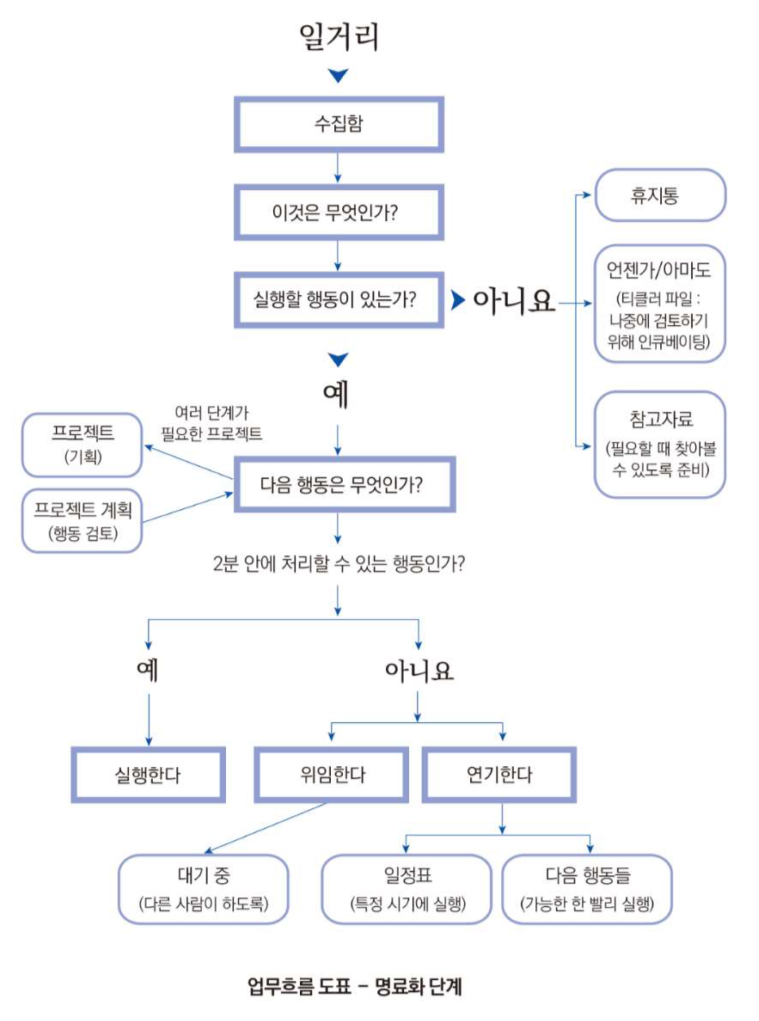 일거리
수집함
이것은 무엇인가?
실행할 행동이 있는가?
아니요
휴지통
언젠가/아마도
(티클러 파일 :
나중에 검토하기
위해 인큐베이팅)
참고자료
(필요할 때 찾아볼
수 있도록 준비)
예
여러 단계가
필요한 프로젝트
프로젝트
(기획)
프로젝트 계획
(행동 검토)
다음 행동은 무엇인가?
2분 안에 처리할 수 있는 행동인가?
예
아니요
실행한다
위임한다
연기한다
대기 중
(다른 사람이 하도록)
일정표
(특정 시기에 실행)
다음 행동들
(가능한 한 빨리 실행)
업무흐름 도표 – 명료화 단계